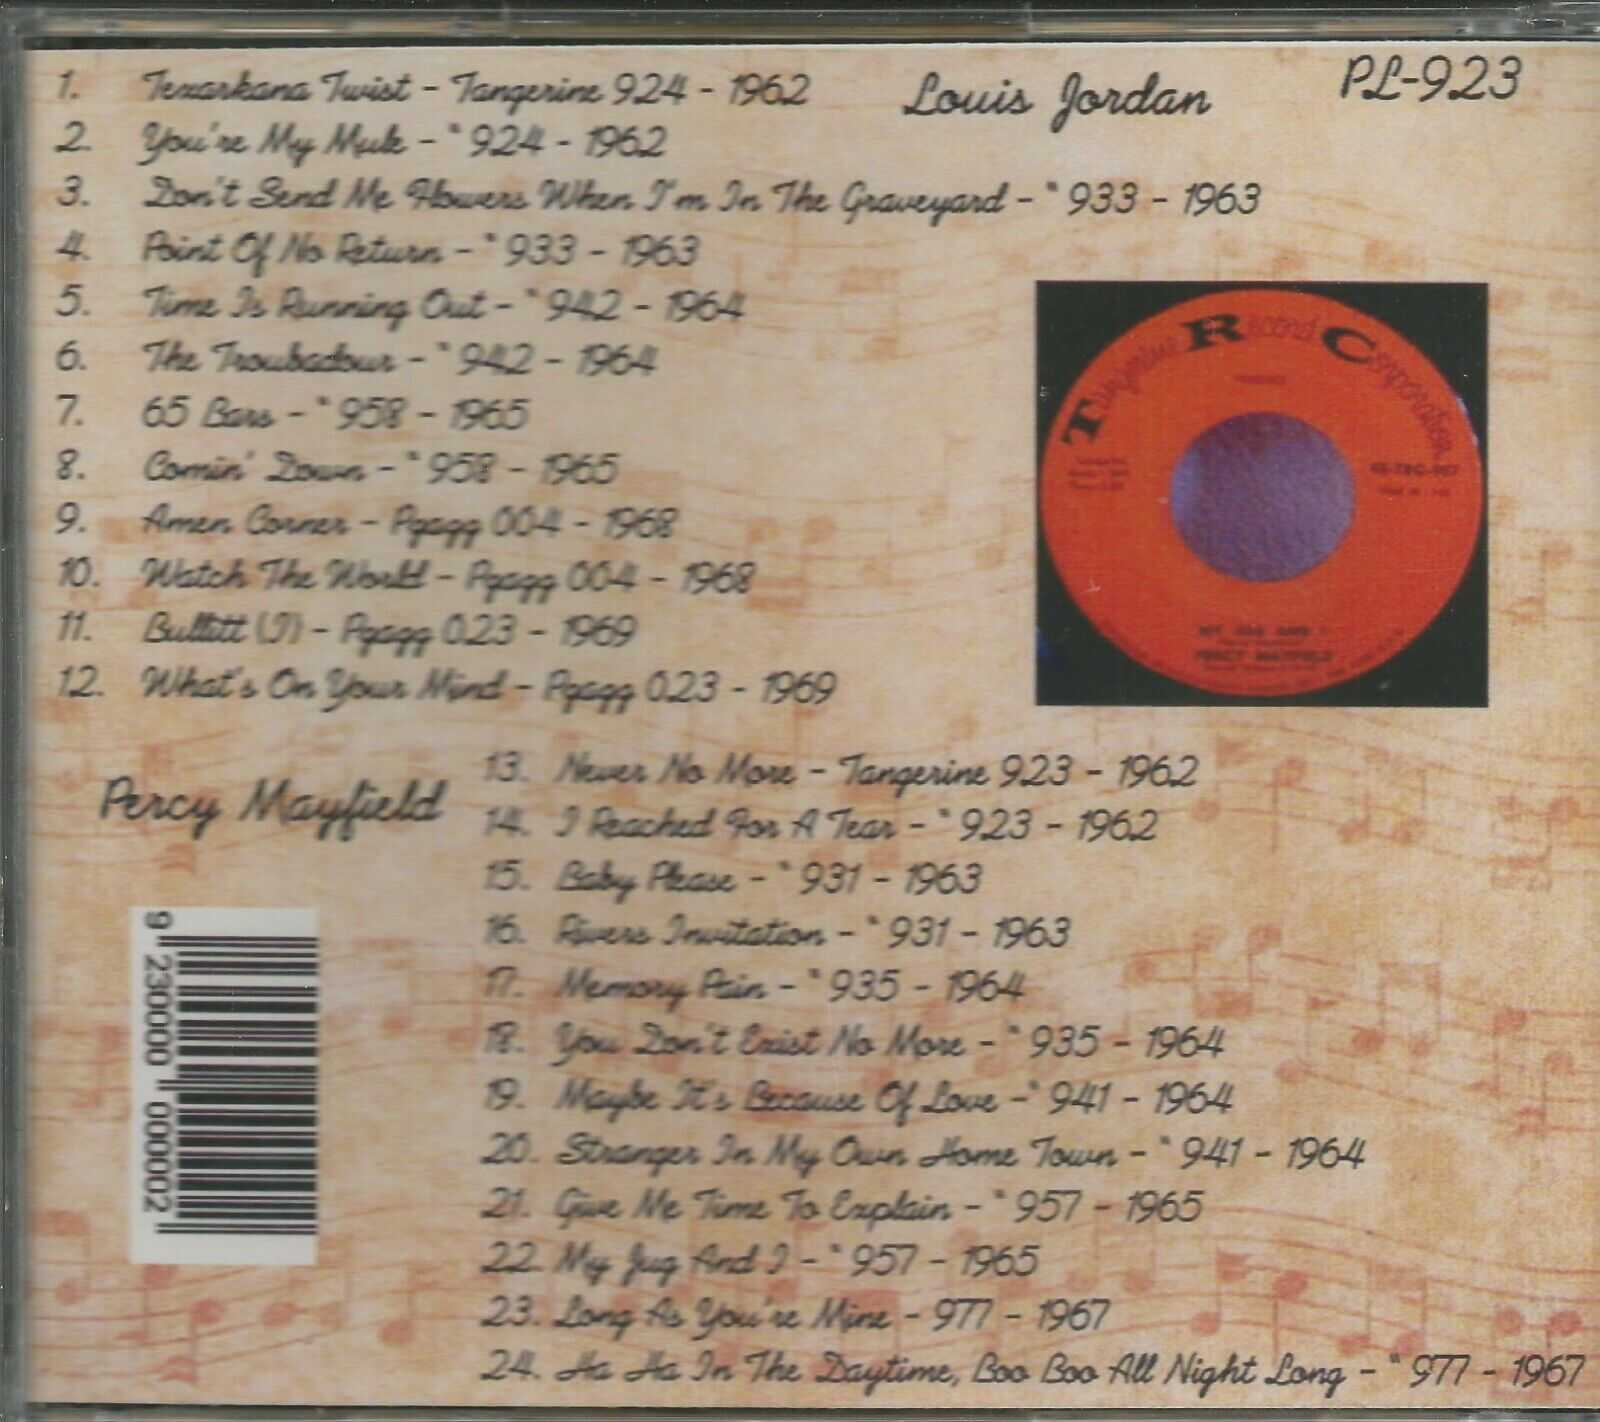 1. Texarkana Twist - Tangerine 924 - 1962
Louis Jordan
PL-923
2. You're My Mule - " 924 - 1962
3. Don't Send Me Flowers When I'm In The Graveyard - " 933 - 1963
4. Point Of No Return - " 933 - 1963
5. Time Is Running Out - " 942 - 1964
6. The Troubadour - " 942 - 1964
7. 65 Bars - " 958 - 1965
8. Comin' Down - " 958 - 1965
9. Amen Corner - Pzazz 004 - 1968
10. Watch The World - Pzazz 004 - 1968
11. Bullitt (I) - Pzazz 023 - 1969
12. What's On Your Mind - Pzazz 023 - 1969
Tangerine Record Corporation
45-TRC-957
MY JUG AND I
PERCY MAYFIELD
Percy Mayfield
13. Never No More - Tangerine 923 - 1962
14. I Reached For A Tear - " 923 - 1962
15. Baby Please - " 931 - 1963
16. Rivers Invitation - " 931 - 1963
17. Memory Pain - " 935 - 1964
18. You Don't Exist No More - " 935 - 1964
19. Maybe It's Because Of Love - " 941 - 1964
20. Stranger In My Own Home Town - " 941 - 1964
21. Give Me Time To Explain - " 957 - 1965
22. My Jug And I - " 957 - 1965
23. Long As You're Mine - 977 - 1967
24. Ha Ha In The Daytime, Boo Boo All Night Long - " 977 - 1967
9 230000 000002